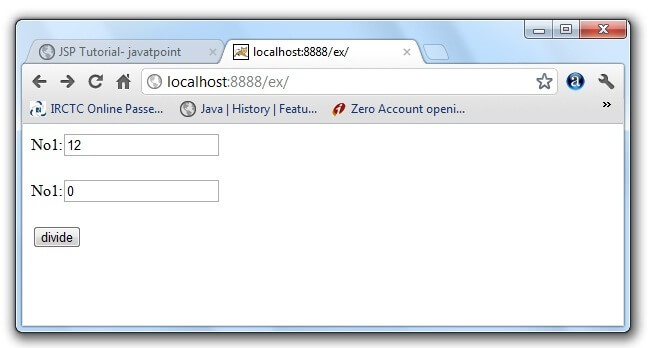 JSP Tutorial- javatpoint
localhost:8888/ex/
localhost:8888/ex/
IRCTC Online Passe...
Java | History | Featu...
Zero Account openi...
»
No1: 12
No1: 0
divide